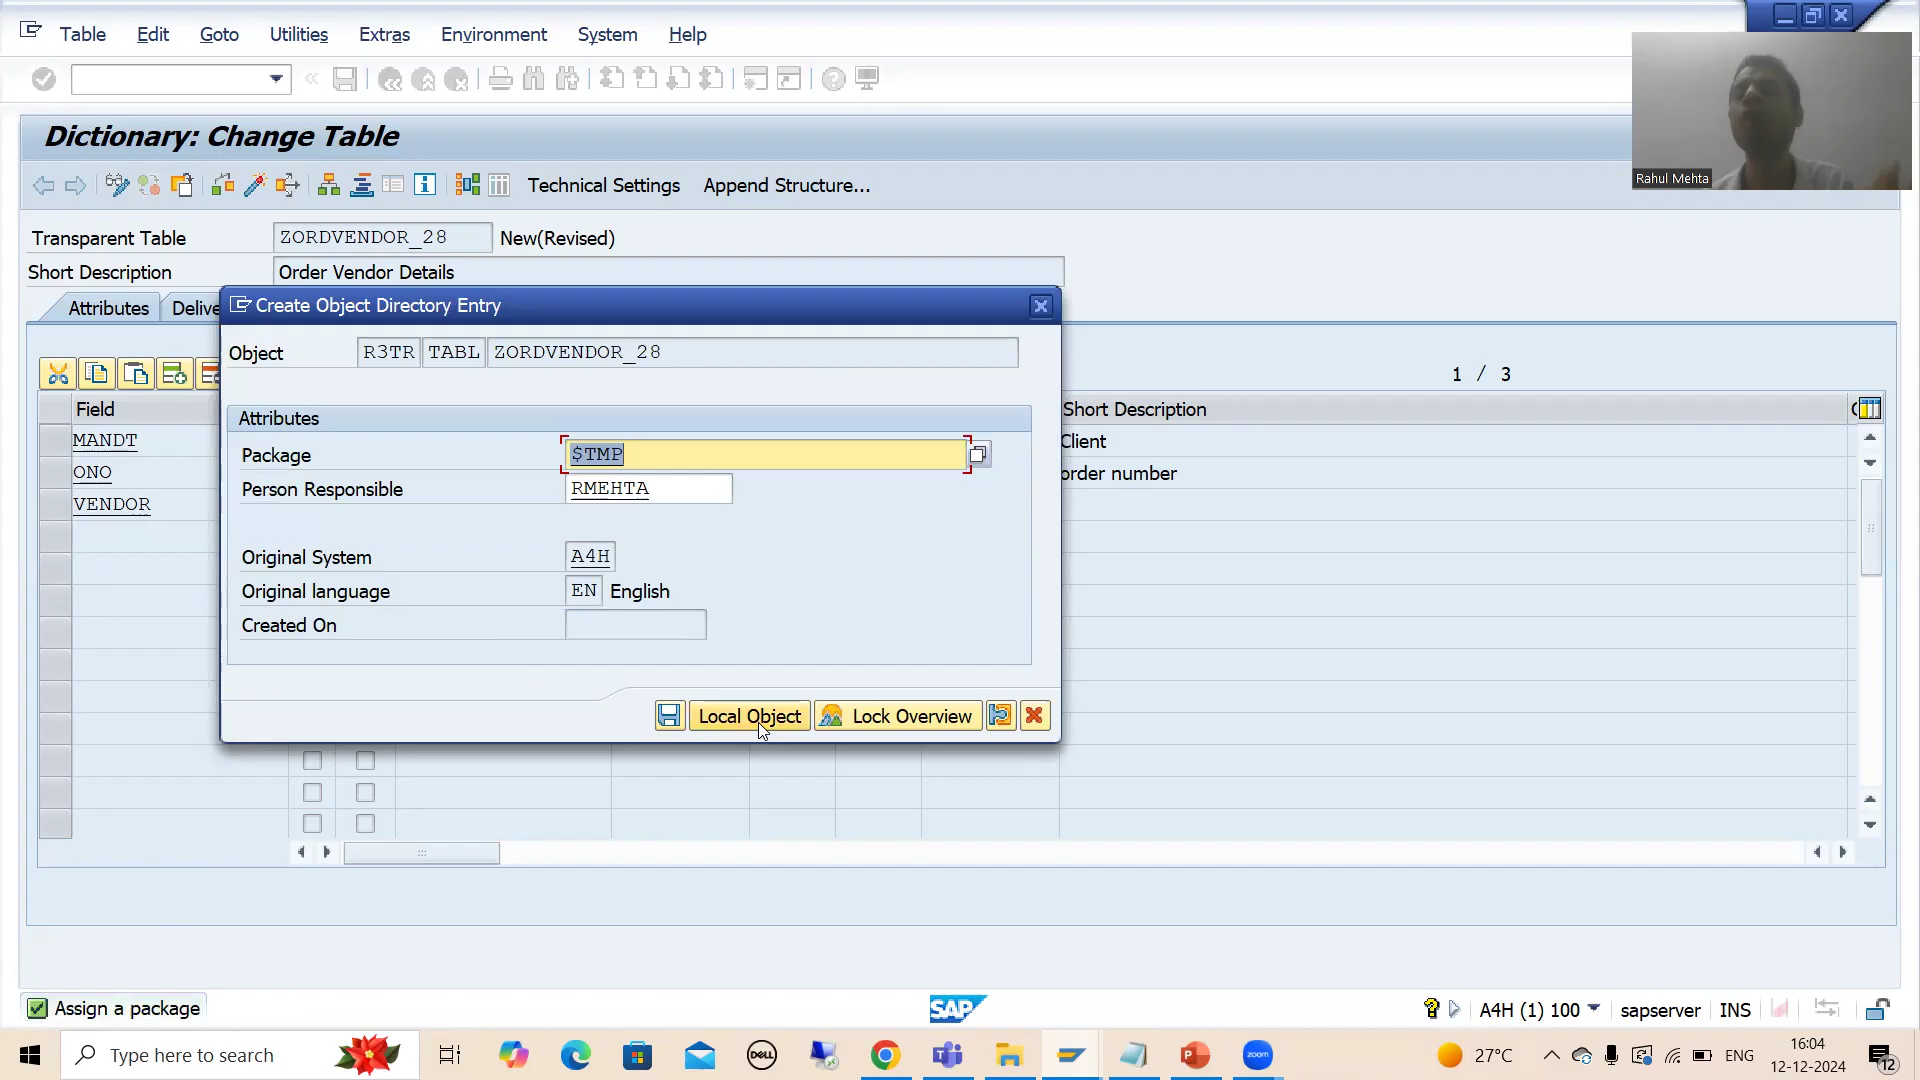 Table Edit Goto Utilities Extras Environment System Help
Rahul Mehta
Dictionary: Change Table
Technical Settings Append Structure...
Transparent Table ZORDVENDOR_28 New(Revised)
Short Description Order Vendor Details
Attributes Delive
Create Object Directory Entry
Object R3TR TABL ZORDVENDOR_28
1 / 3
Field Short Description
Attributes
MANDT Client
Package $TMP
ONO order number
Person Responsible RMEHTA
VENDOR
Original System A4H
Original language EN English
Created On
Local Object Lock Overview
Assign a package
SAP
A4H (1) 100 sapserver INS
Type here to search
DELL
zoom
27°C
ENG
16:04
12-12-2024
12